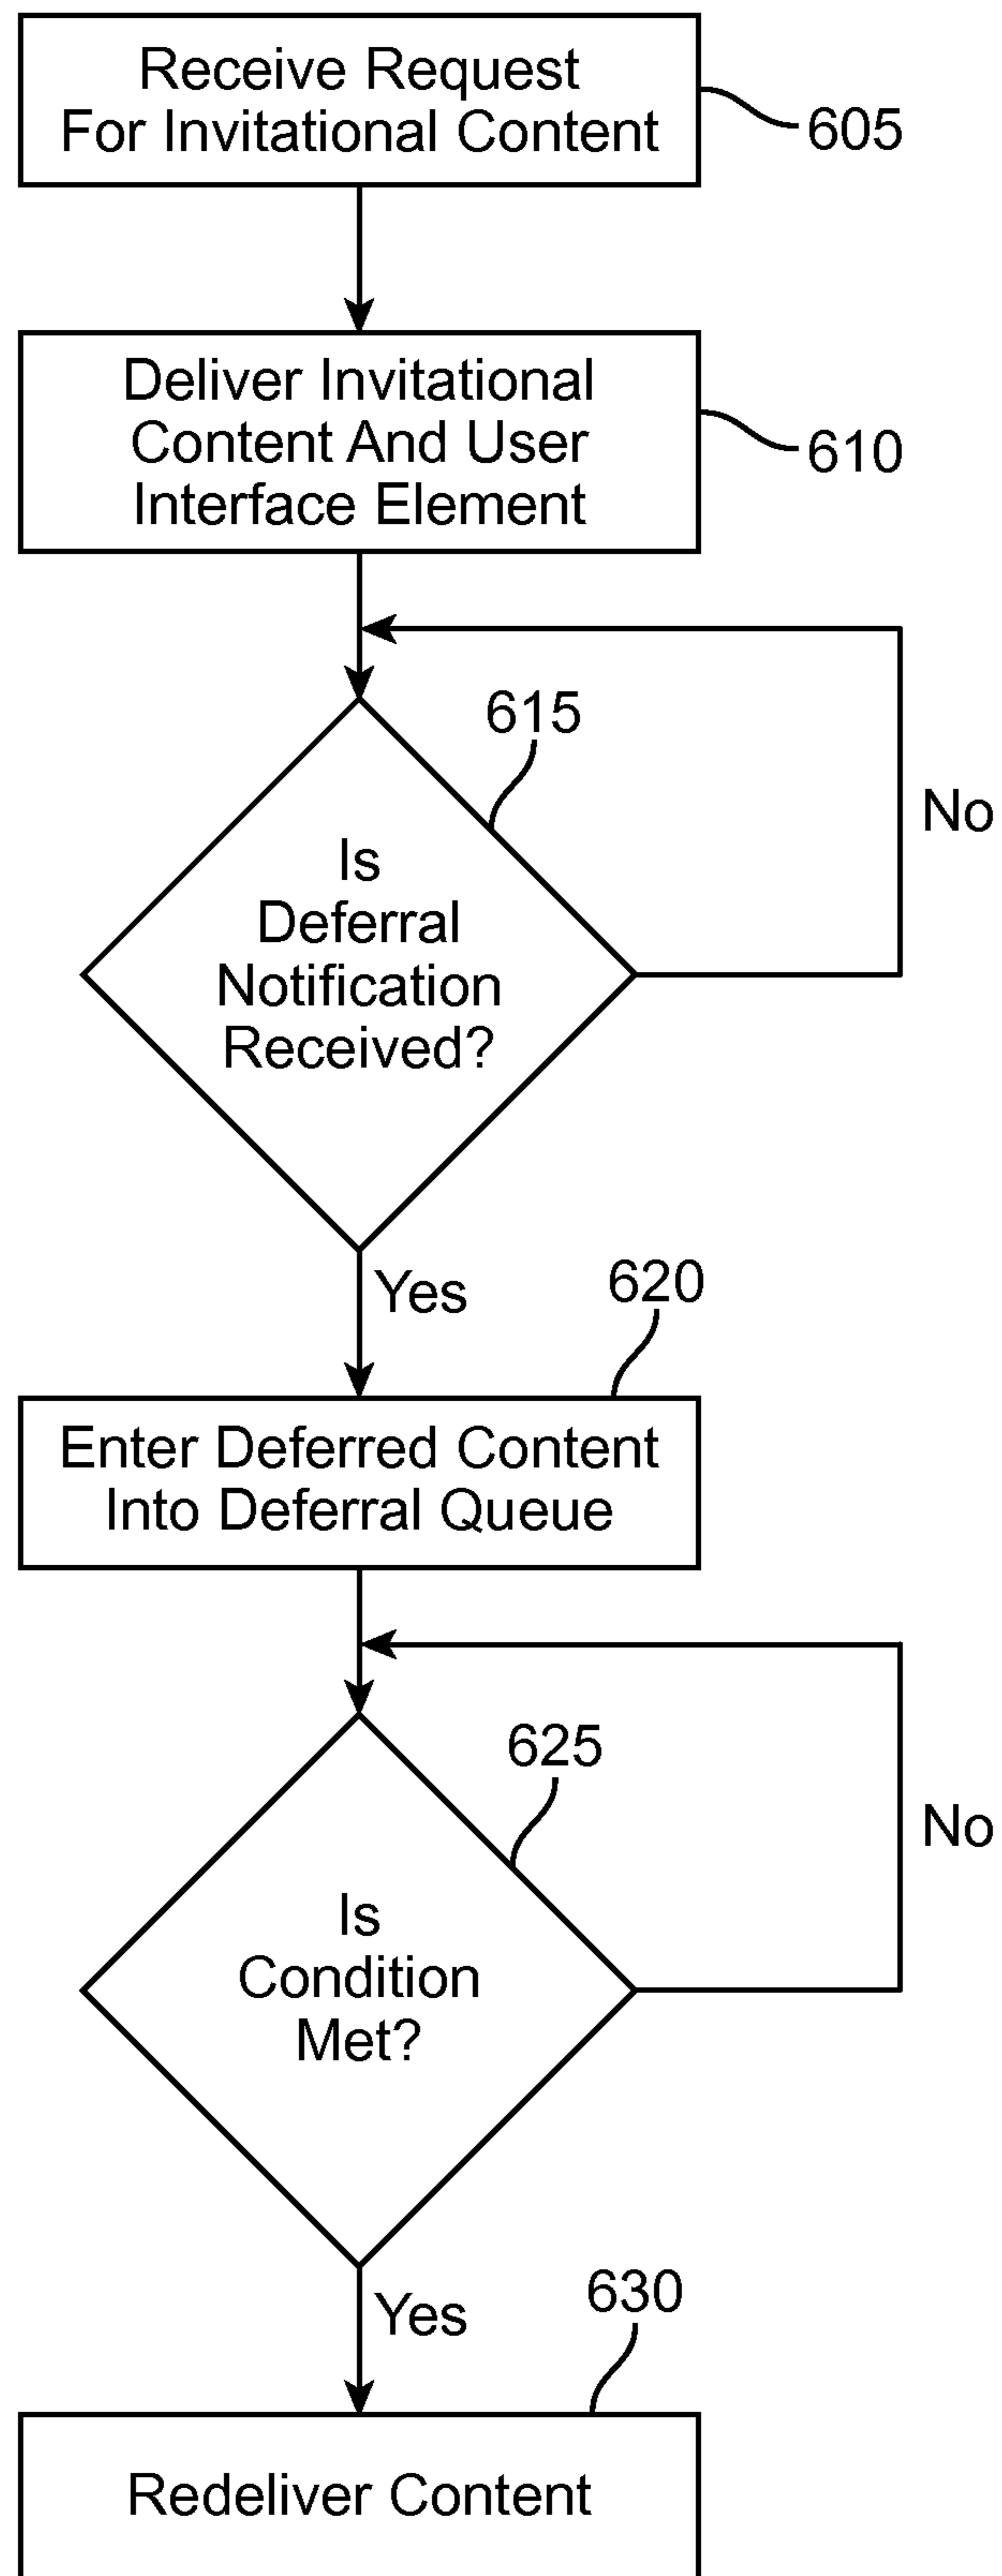 Receive Request
For Invitational Content
605
Deliver Invitational
Content And User
Interface Element
610
615
No
Is
Deferral
Notification
Received?
Yes
620
Enter Deferred Content
Into Deferral Queue
625
No
Is
Condition
Met?
Yes
630
Redeliver Content